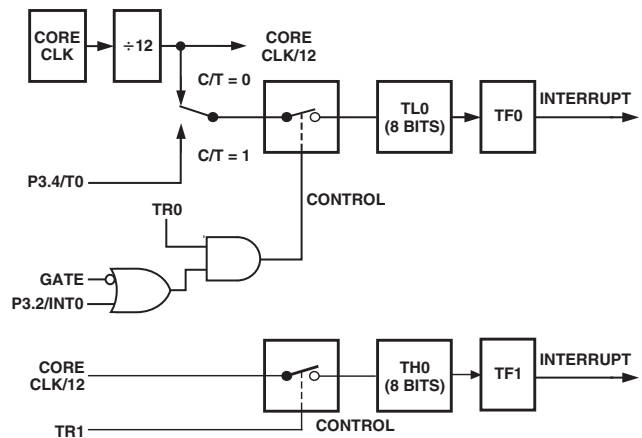 CORE
CLK
÷12
CORE
CLK/12
C/T = 0
C/T = 1
P3.4/T0
TL0
(8 BITS)
TF0
INTERRUPT
CONTROL
TR0
GATE
P3.2/INT0
CORE
CLK/12
TH0
(8 BITS)
TF1
INTERRUPT
CONTROL
TR1